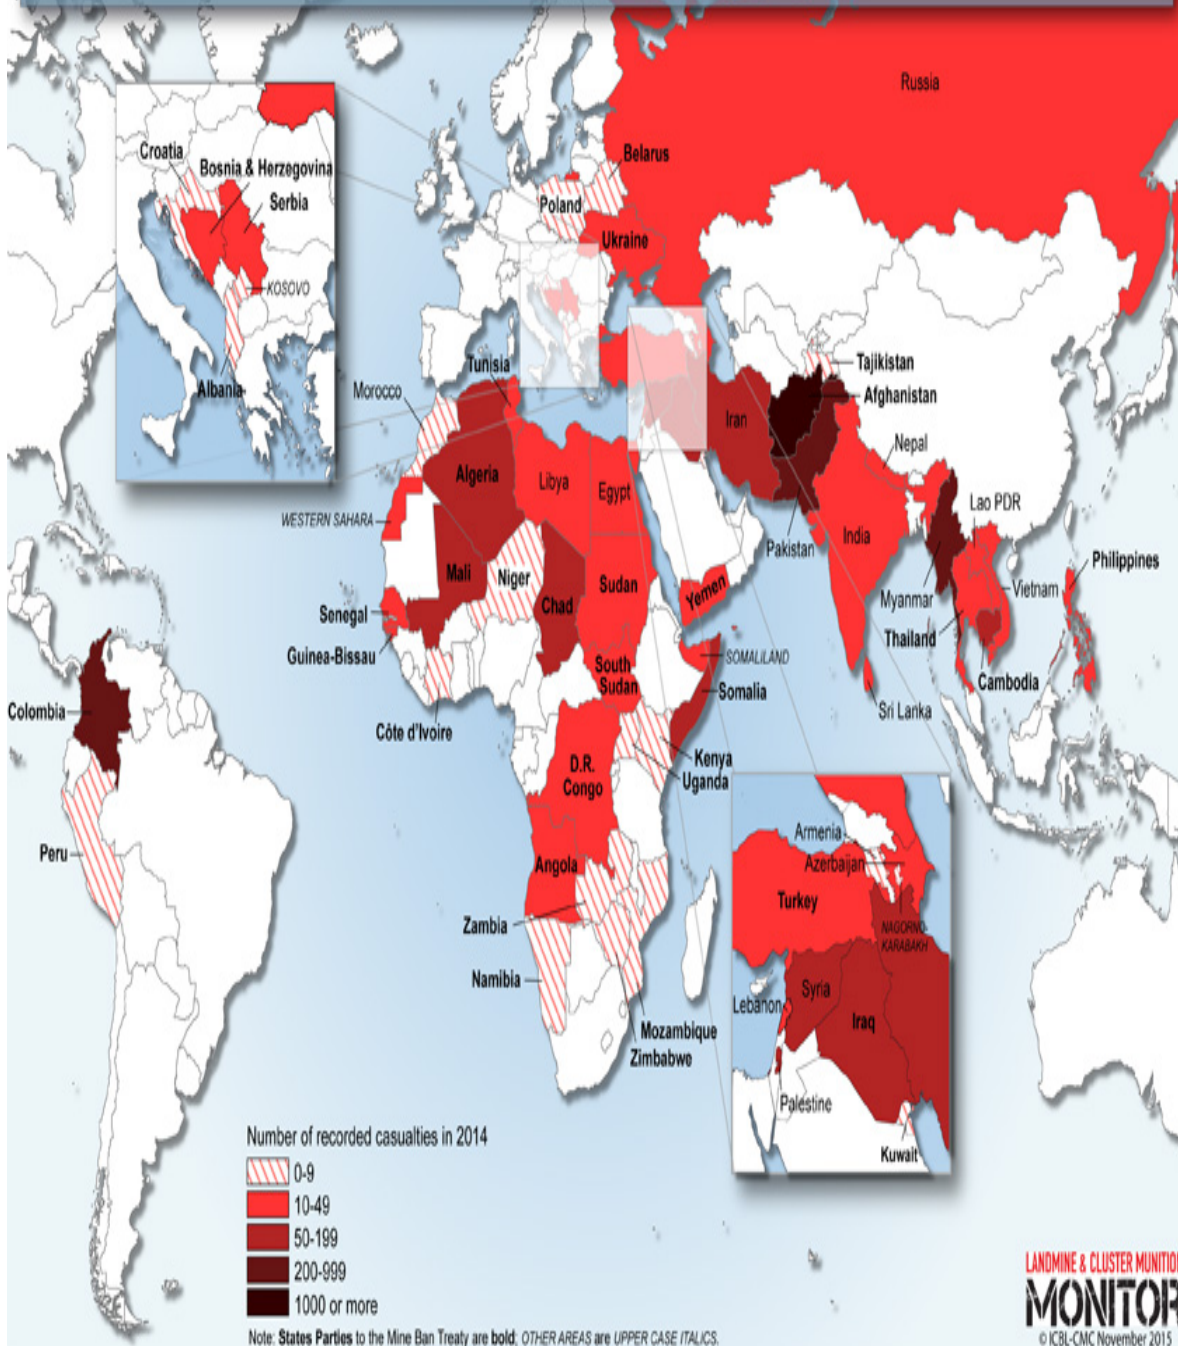 Russia
Croatia
Bosnia & Herzegovina
Serbia
KOSOVO
Albania
Belarus
Poland
Ukraine
Tunisia
Morocco
Tajikistan
Afghanistan
Iran
Nepal
Algeria
Libya
Egypt
Lao PDR
WESTERN SAHARA
Pakistan
India
Philippines
Mali
Niger
Chad
Sudan
Yemen
Myanmar
Vietnam
Senegal
Thailand
Guinea-Bissau
South
Sudan
SOMALILAND
Somalia
Cambodia
Sri Lanka
Colombia
Côte d'Ivoire
Kenya
Uganda
D.R.
Congo
Peru
Angola
Zambia
Namibia
Mozambique
Zimbabwe
Armenia
Azerbaijan
Turkey
NAGORNO-
KARABAKH
Syria
Lebanon
Iraq
Palestine
Kuwait
Number of recorded casualties in 2014
0-9
10-49
50-199
200-999
1000 or more
Note: States Parties to the Mine Ban Treaty are bold; OTHER AREAS are UPPER CASE ITALICS.
LANDMINE & CLUSTER MUNITION
MONITOR
© ICBL-CMC November 2015